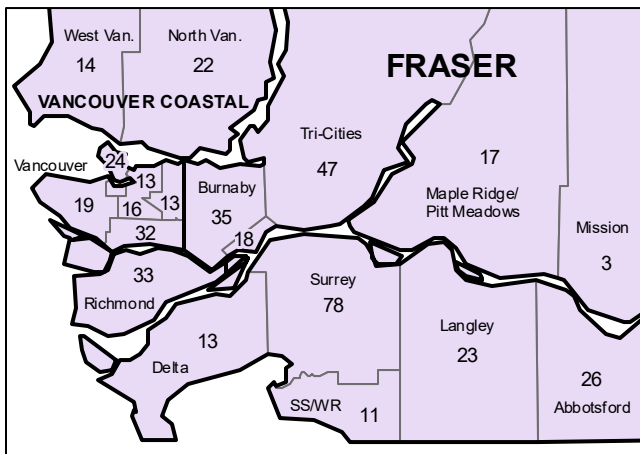 West Van.
14
North Van.
22
VANCOUVER COASTAL
FRASER
Tri-Cities
47
17
Maple Ridge/
Pitt Meadows
Mission
3
Vancouver
24
13
19
16
13
32
Burnaby
35
18
33
Richmond
Surrey
78
13
Delta
Langley
23
SS/WR
11
26
Abbotsford